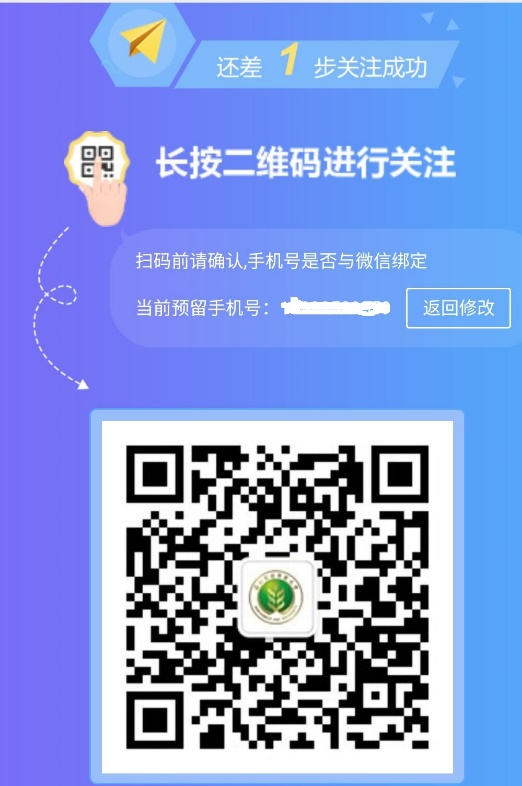 还差 1 步关注成功
长按二维码进行关注
扫码前请确认,手机号是否与微信绑定
当前预留手机号：
返回修改